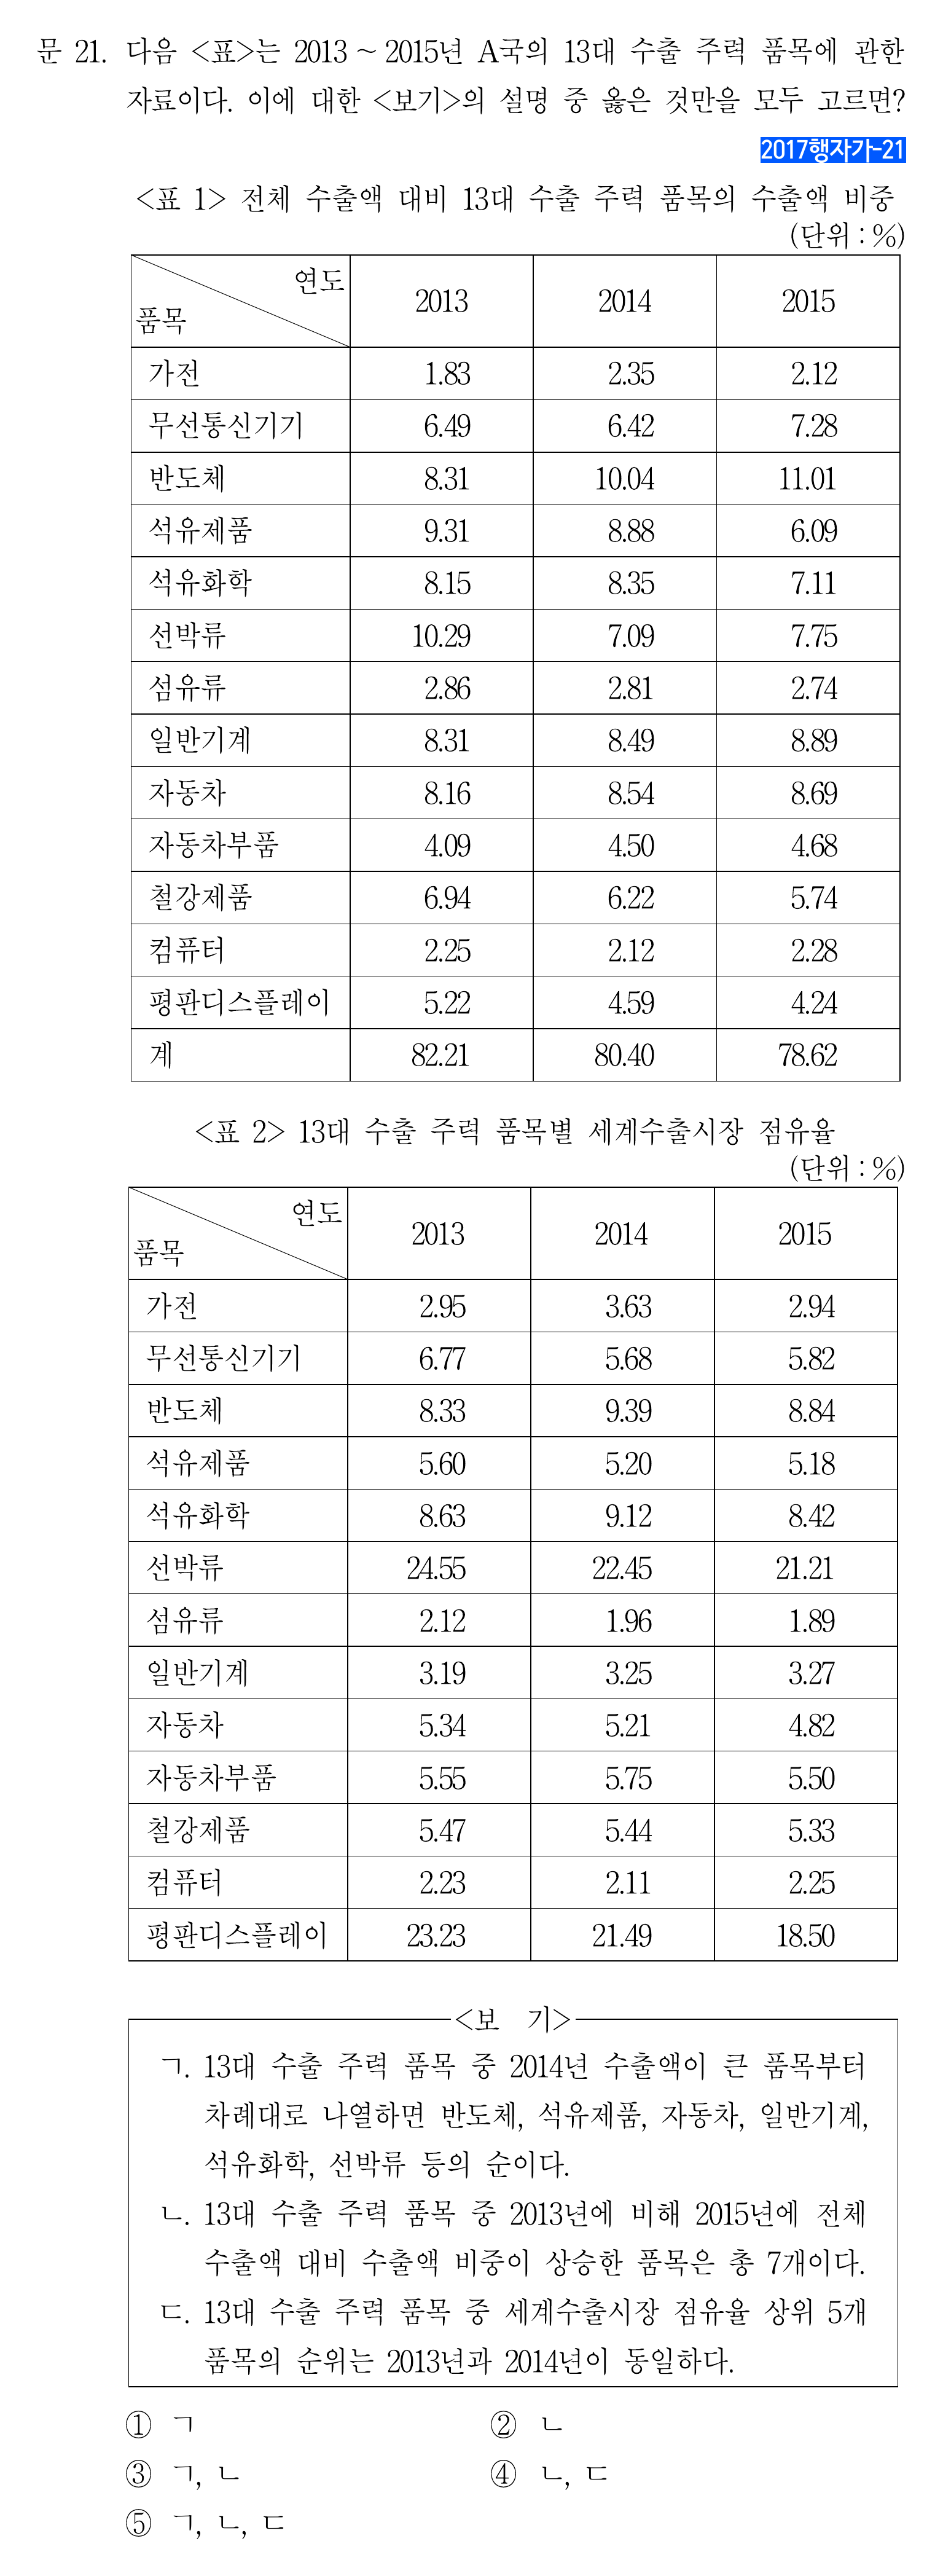 문 21. 다음 <표>는 2013 ~ 2015년 A국의 13대 수출 주력 품목에 관한
자료이다. 이에 대한 <보기>의 설명 중 옳은 것만을 모두 고르면?
2017행자가-21
<표 1> 전체 수출액 대비 13대 수출 주력 품목의 수출액 비중
(단위 : %)
연도
품목
2013 2014 2015
가전 1.83 2.35 2.12
무선통신기기 6.49 6.42 7.28
반도체 8.31 10.04 11.01
석유제품 9.31 8.88 6.09
석유화학 8.15 8.35 7.11
선박류 10.29 7.09 7.75
섬유류 2.86 2.81 2.74
일반기계 8.31 8.49 8.89
자동차 8.16 8.54 8.69
자동차부품 4.09 4.50 4.68
철강제품 6.94 6.22 5.74
컴퓨터 2.25 2.12 2.28
평판디스플레이 5.22 4.59 4.24
계 82.21 80.40 78.62
<표 2> 13대 수출 주력 품목별 세계수출시장 점유율
(단위 : %)
연도
품목
2013 2014 2015
가전 2.95 3.63 2.94
무선통신기기 6.77 5.68 5.82
반도체 8.33 9.39 8.84
석유제품 5.60 5.20 5.18
석유화학 8.63 9.12 8.42
선박류 24.55 22.45 21.21
섬유류 2.12 1.96 1.89
일반기계 3.19 3.25 3.27
자동차 5.34 5.21 4.82
자동차부품 5.55 5.75 5.50
철강제품 5.47 5.44 5.33
컴퓨터 2.23 2.11 2.25
평판디스플레이 23.23 21.49 18.50
<보 기>
ㄱ. 13대 수출 주력 품목 중 2014년 수출액이 큰 품목부터
차례대로 나열하면 반도체, 석유제품, 자동차, 일반기계,
석유화학, 선박류 등의 순이다.
ㄴ. 13대 수출 주력 품목 중 2013년에 비해 2015년에 전체
수출액 대비 수출액 비중이 상승한 품목은 총 7개이다.
ㄷ. 13대 수출 주력 품목 중 세계수출시장 점유율 상위 5개
품목의 순위는 2013년과 2014년이 동일하다.
① ㄱ ② ㄴ
③ ㄱ, ㄴ ④ ㄴ, ㄷ
⑤ ㄱ, ㄴ, ㄷ